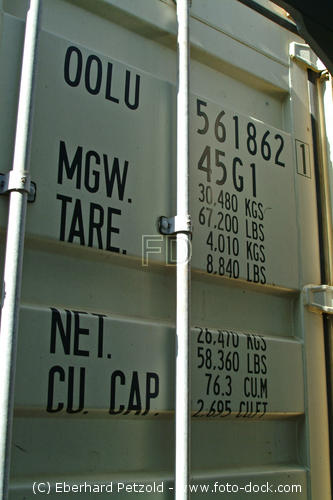 OOLU 561862 1
45G1
MGW. 30.480 KGS
67,200 LBS
TARE. 4.010 KGS
8.840 LBS
FD
NET. 26.470 KGS
58.360 LBS
CU. CAP. 76.3 CU.M
2.695 CU.FT
(C) Eberhard Petzold - www.foto-dock.com